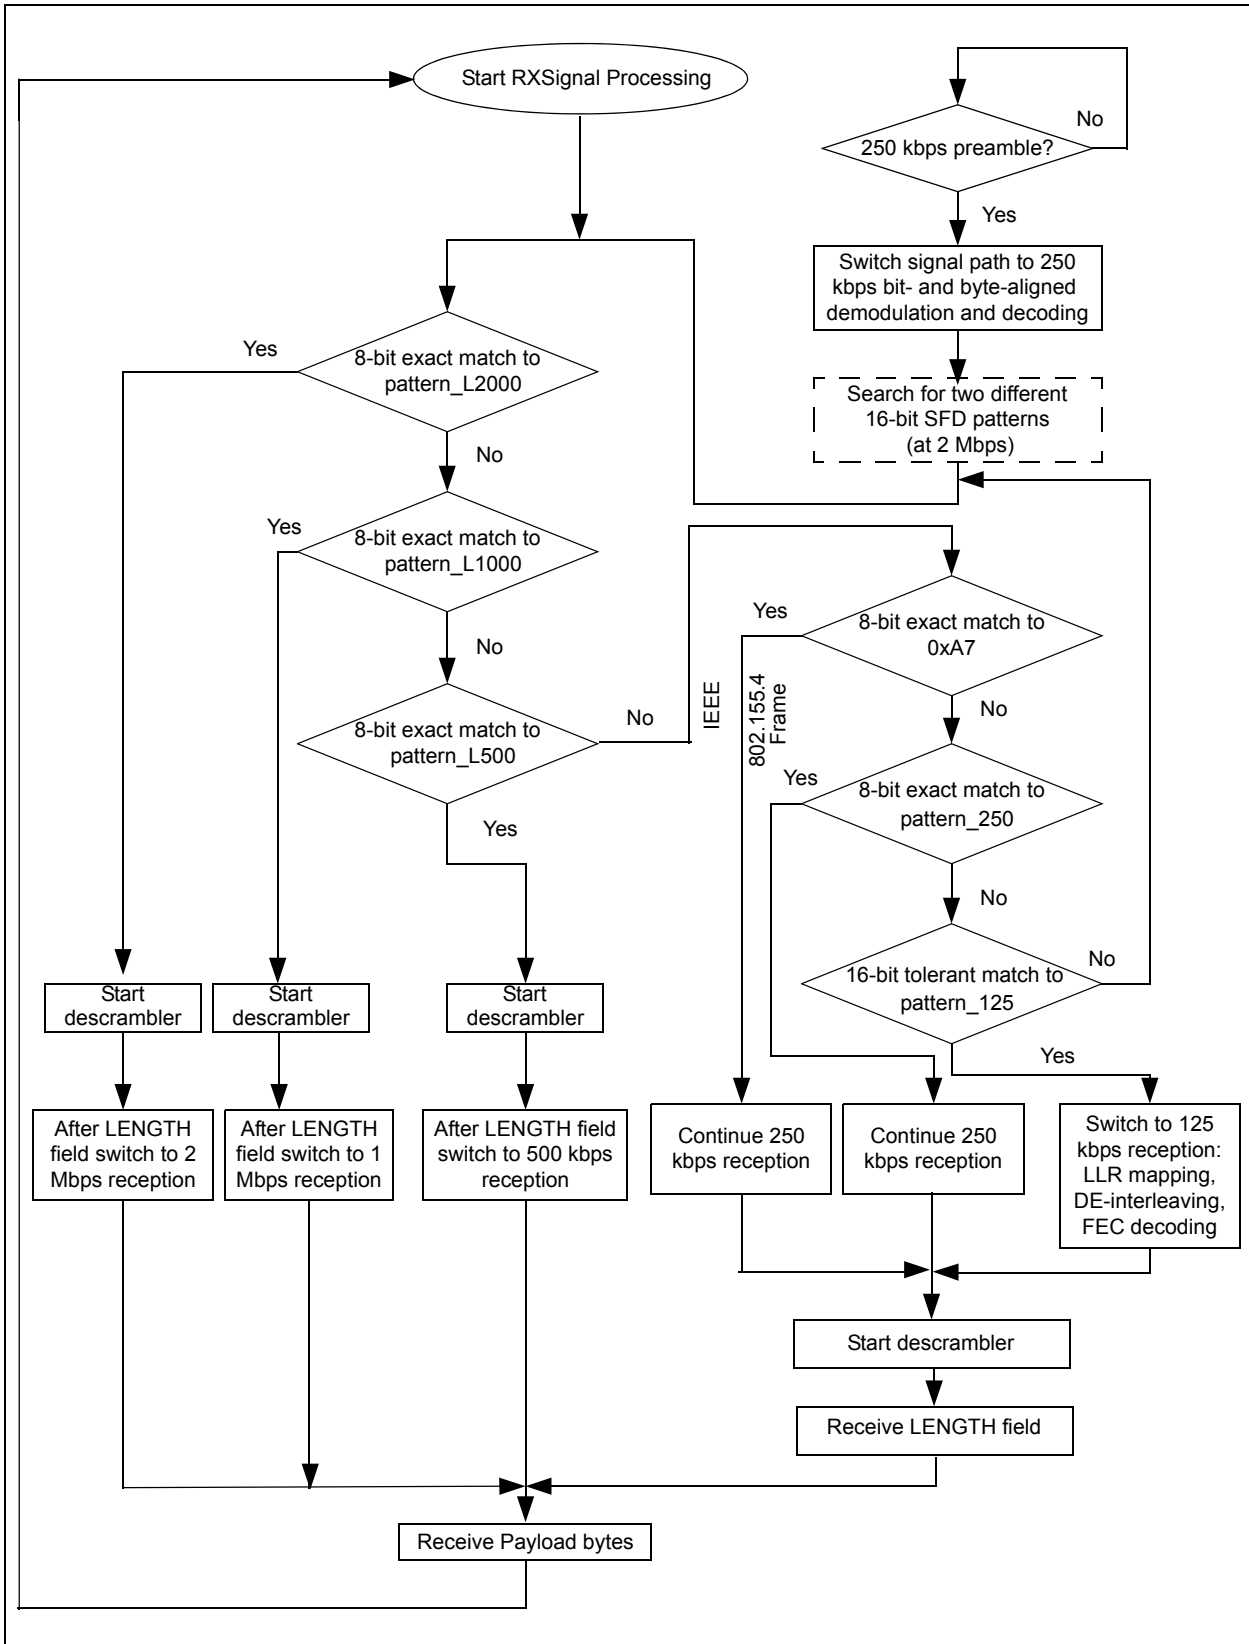 Start RXSignal Processing
250 kbps preamble?
No
Yes
Switch signal path to 250
kbps bit- and byte-aligned
demodulation and decoding
Search for two different
16-bit SFD patterns
(at 2 Mbps)
Yes
8-bit exact match to
pattern_L2000
No
Yes
8-bit exact match to
pattern_L1000
No
8-bit exact match to
pattern_L500
No
Yes
Yes
8-bit exact match to
0xA7
IEEE
802.155.4
Frame
No
Yes
8-bit exact match to
pattern_250
No
16-bit tolerant match to
pattern_125
No
Yes
Start
descrambler
Start
descrambler
Start
descrambler
After LENGTH
field switch to 2
Mbps reception
After LENGTH
field switch to 1
Mbps reception
After LENGTH field
switch to 500 kbps
reception
Continue 250
kbps reception
Continue 250
kbps reception
Switch to 125
kbps reception:
LLR mapping,
DE-interleaving,
FEC decoding
Start descrambler
Receive LENGTH field
Receive Payload bytes